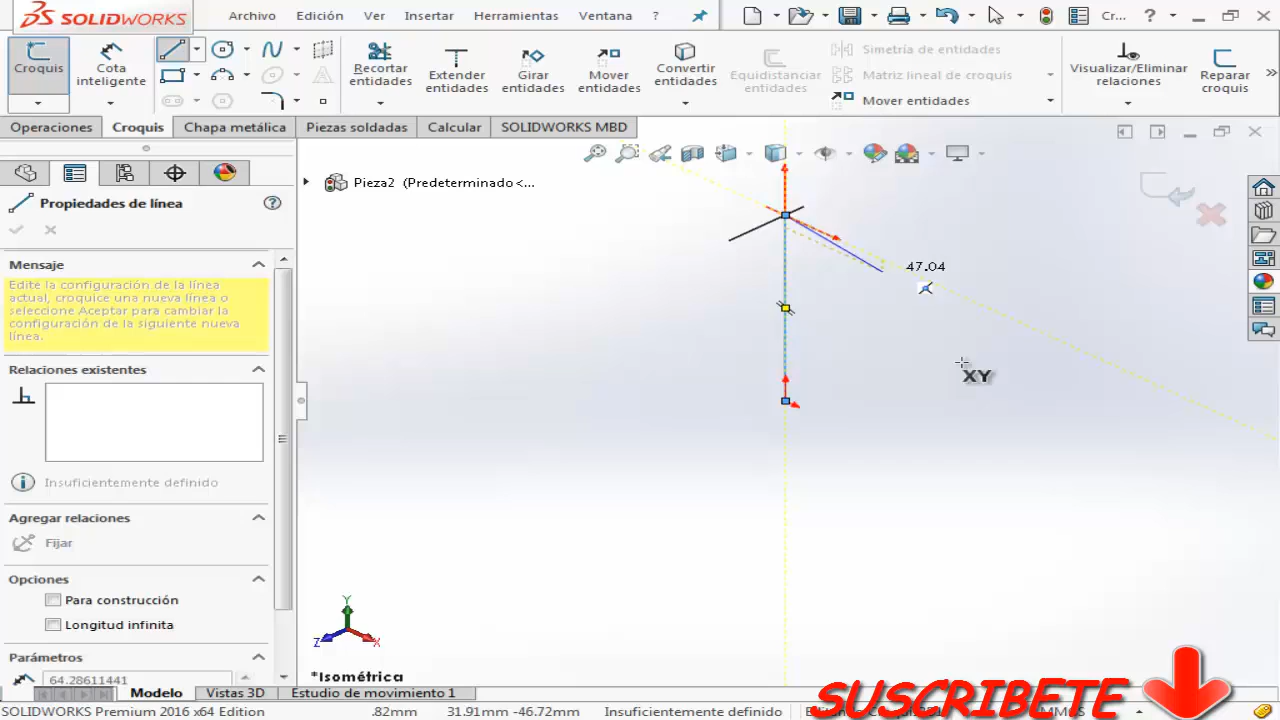 SOLIDWORKS
Archivo Edición Ver Insertar Herramientas Ventana ? Cr... ?
Croquis
Cota inteligente
Recortar entidades
Extender entidades
Girar entidades
Mover entidades
Convertir entidades
Equidistanciar entidades
Simetría de entidades
Matriz lineal de croquis
Mover entidades
Visualizar/Eliminar relaciones
Reparar croquis
Operaciones Croquis Chapa metálica Piezas soldadas Calcular SOLIDWORKS MBD
Pieza2 (Predeterminado<...
Propiedades de línea
Mensaje
Edite la configuración de la línea
actual, croquice una nueva línea o
seleccione Aceptar para cambiar la
configuración de la siguiente nueva
línea.
Relaciones existentes
Insuficientemente definido
Agregar relaciones
Fijar
Opciones
Para construcción
Longitud infinita
Parámetros
64.28611441
47.04
XY
Y
Z
X
*Isométrica
SUSCRIBETE
Modelo Vistas 3D Estudio de movimiento 1
SOLIDWORKS Premium 2016 x64 Edition .82mm 31.91mm -46.72mm Insuficientemente definido